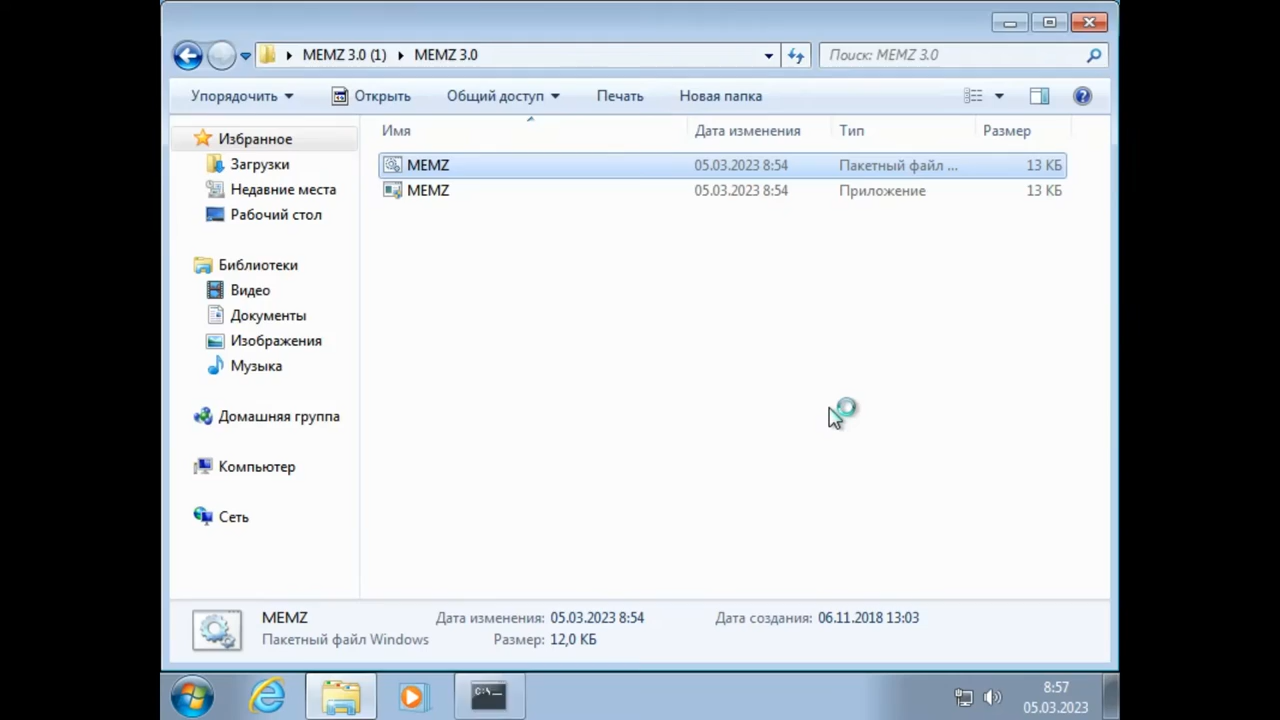 MEMZ 3.0 (1) MEMZ 3.0 Поиск: MEMZ 3.0
Упорядочить Открыть Общий доступ Печать Новая папка
Имя Дата изменения Тип Размер
MEMZ 05.03.2023 8:54 Пакетный файл ... 13 КБ
MEMZ 05.03.2023 8:54 Приложение 13 КБ
Избранное
Загрузки
Недавние места
Рабочий стол
Библиотеки
Видео
Документы
Изображения
Музыка
Домашняя группа
Компьютер
Сеть
MEMZ Дата изменения: 05.03.2023 8:54 Дата создания: 06.11.2018 13:03
Пакетный файл Windows Размер: 12,0 КБ
C:\
8:57
05.03.2023